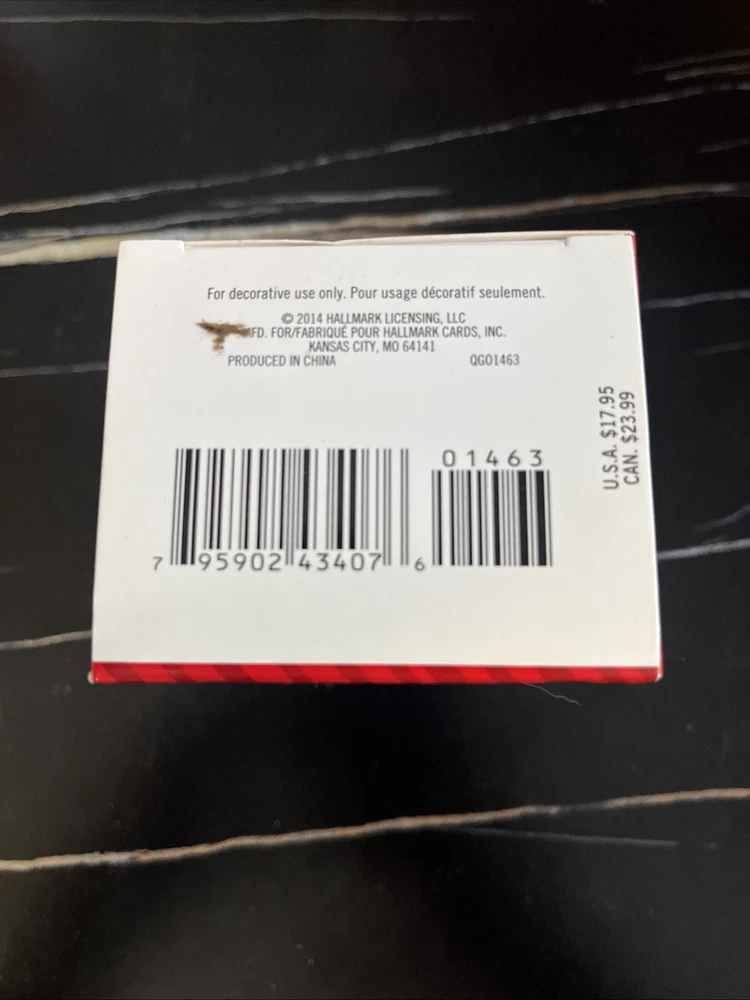 For decorative use only. Pour usage décoratif seulement.
© 2014 HALLMARK LICENSING, LLC
FD. FOR/FABRIQUÉ POUR HALLMARK CARDS, INC.
KANSAS CITY, MO 64141
PRODUCED IN CHINA QGO1463
U.S.A. $17.95
CAN. $23.99
01463
7 95902 43407 6